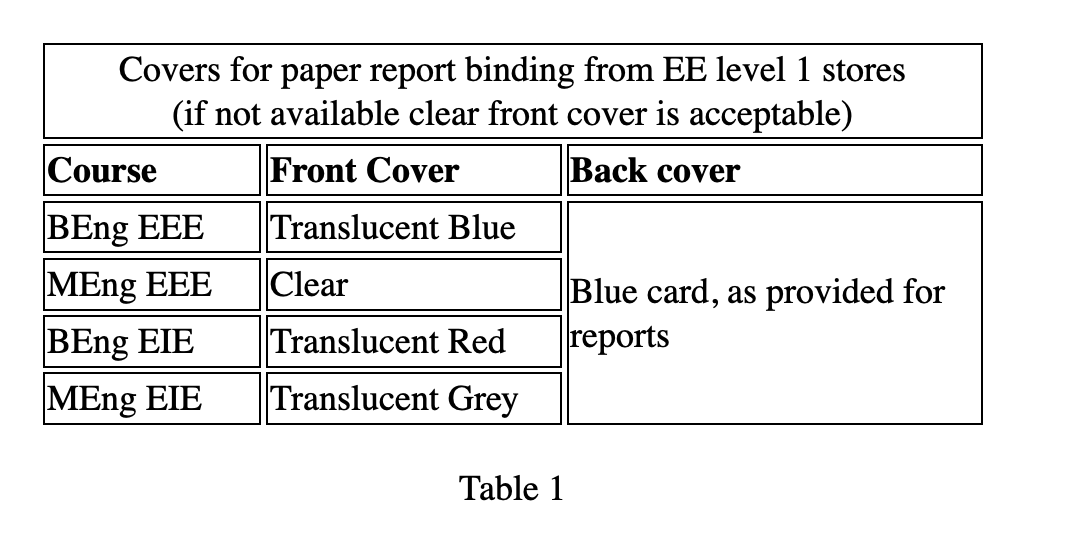 Covers for paper report binding from EE level 1 stores
(if not available clear front cover is acceptable)
Course Front Cover Back cover
BEng EEE Translucent Blue
MEng EEE Clear
Blue card, as provided for
reports
BEng EIE Translucent Red
MEng EIE Translucent Grey
Table 1